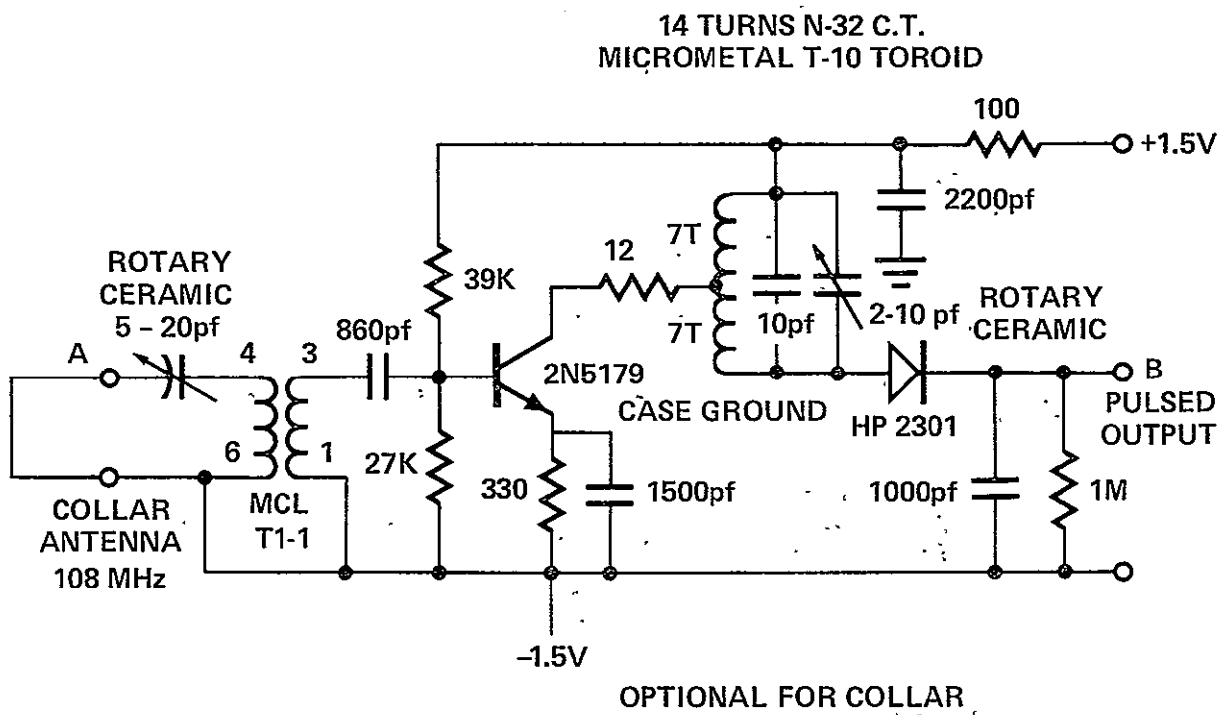 14 TURNS N-32 C.T.
MICROMETAL T-10 TOROID
100
+1.5V
2200pf
7T
12
39K
ROTARY
CERAMIC
5 – 20pf
860pf
10pf
2-10 pf
ROTARY
CERAMIC
7T
A
4
3
2N5179
B
CASE GROUND
HP 2301
PULSED
OUTPUT
6
1
27K
330
1500pf
1000pf
1M
COLLAR
ANTENNA
108 MHz
MCL
T1-1
–1.5V
OPTIONAL FOR COLLAR